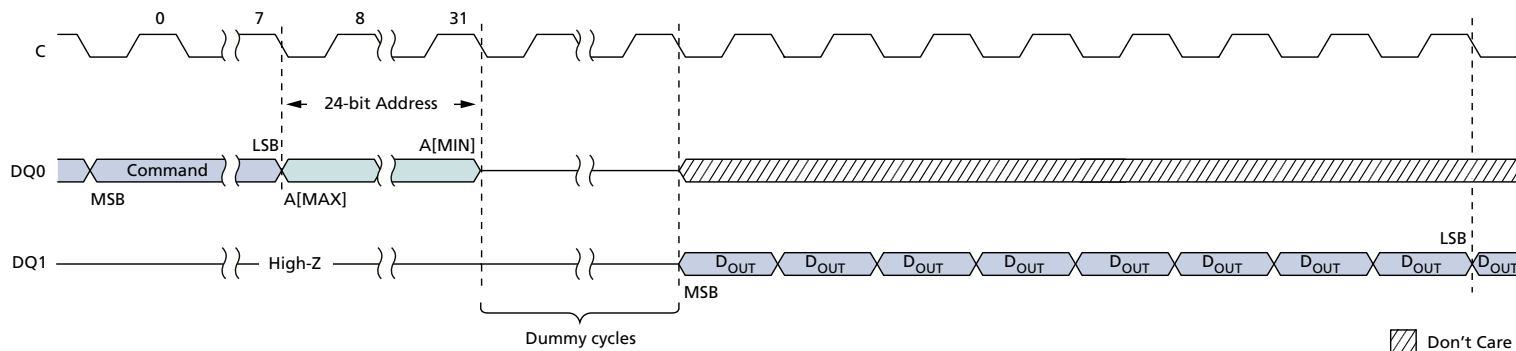 0 7 8 31
C
24-bit Address
LSB A[MIN]
DQ0 Command
MSB A[MAX]
LSB
DQ1 High-Z DOUT DOUT DOUT DOUT DOUT DOUT DOUT DOUT DOUT
MSB
Dummy cycles
Don't Care